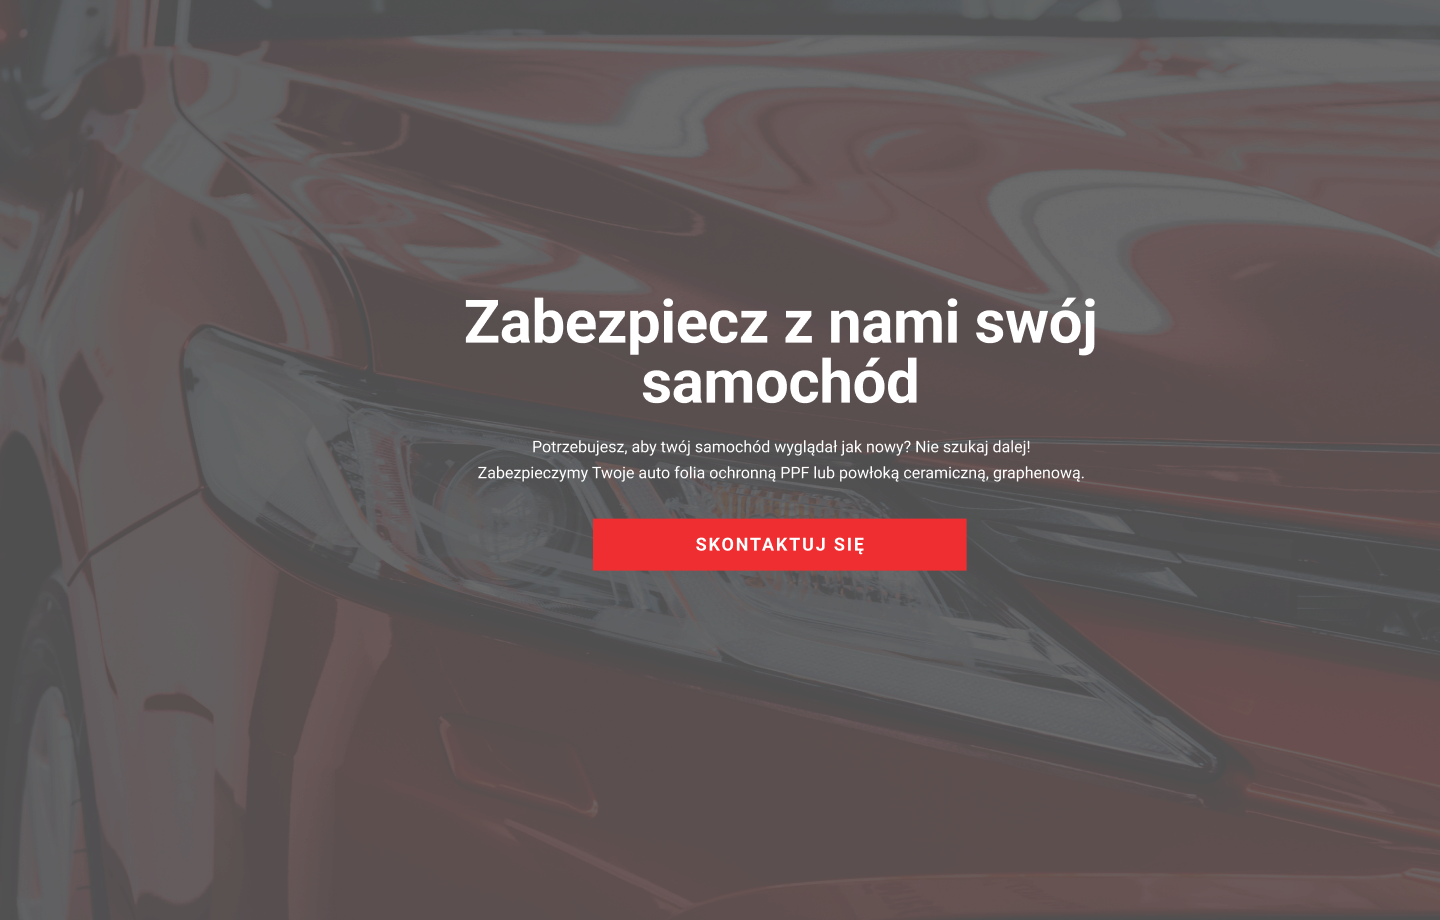 Zabezpiecz z nami swój
samochód
Potrzebujesz, aby twój samochód wyglądał jak nowy? Nie szukaj dalej!
Zabezpieczymy Twoje auto folia ochronną PPF lub powłoką ceramiczną, graphenową.
SKONTAKTUJ SIĘ